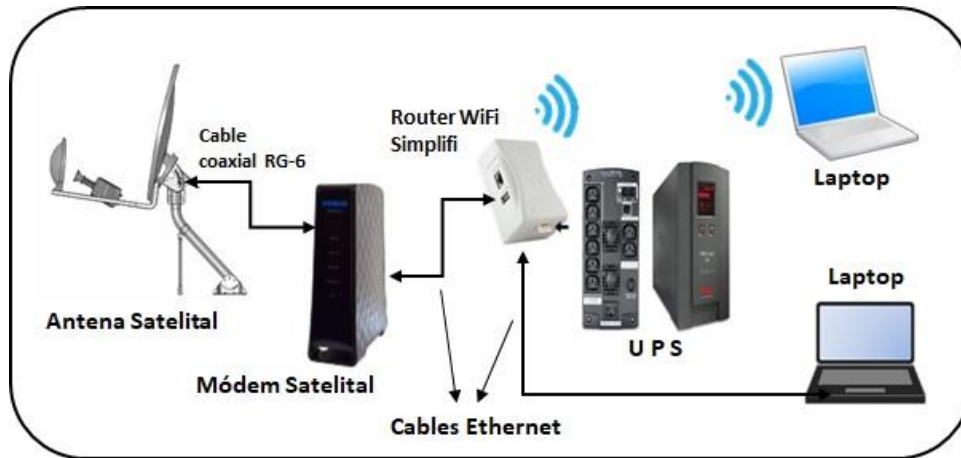 Router WiFi
Simplifi
Cable
coaxial RG-6
Laptop
Laptop
Antena Satelital
U P S
Módem Satelital
Cables Ethernet